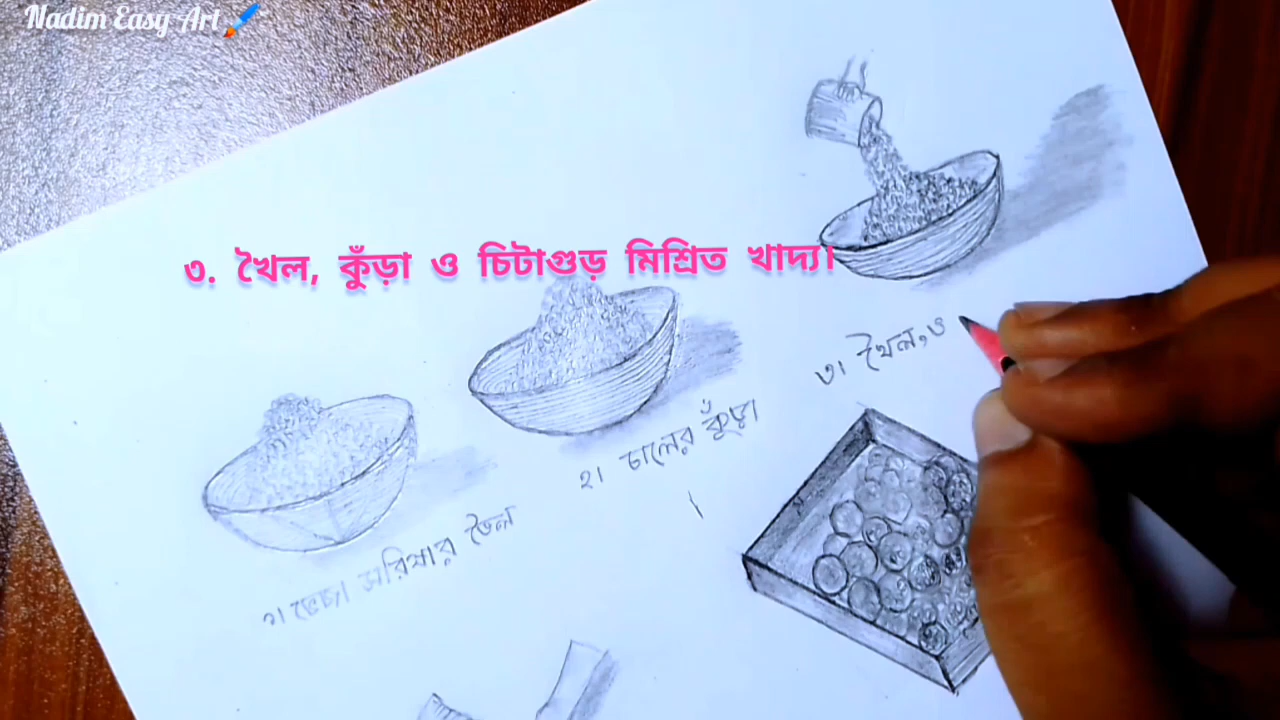 Nadim Easy Art
৩. খৈল, কুঁড়া ও চিটাগুড় মিশ্রিত খাদ্য।
৩। খৈল, ও
২। চালের কুঁড়া
১। ভেজা সরিষার তৈল